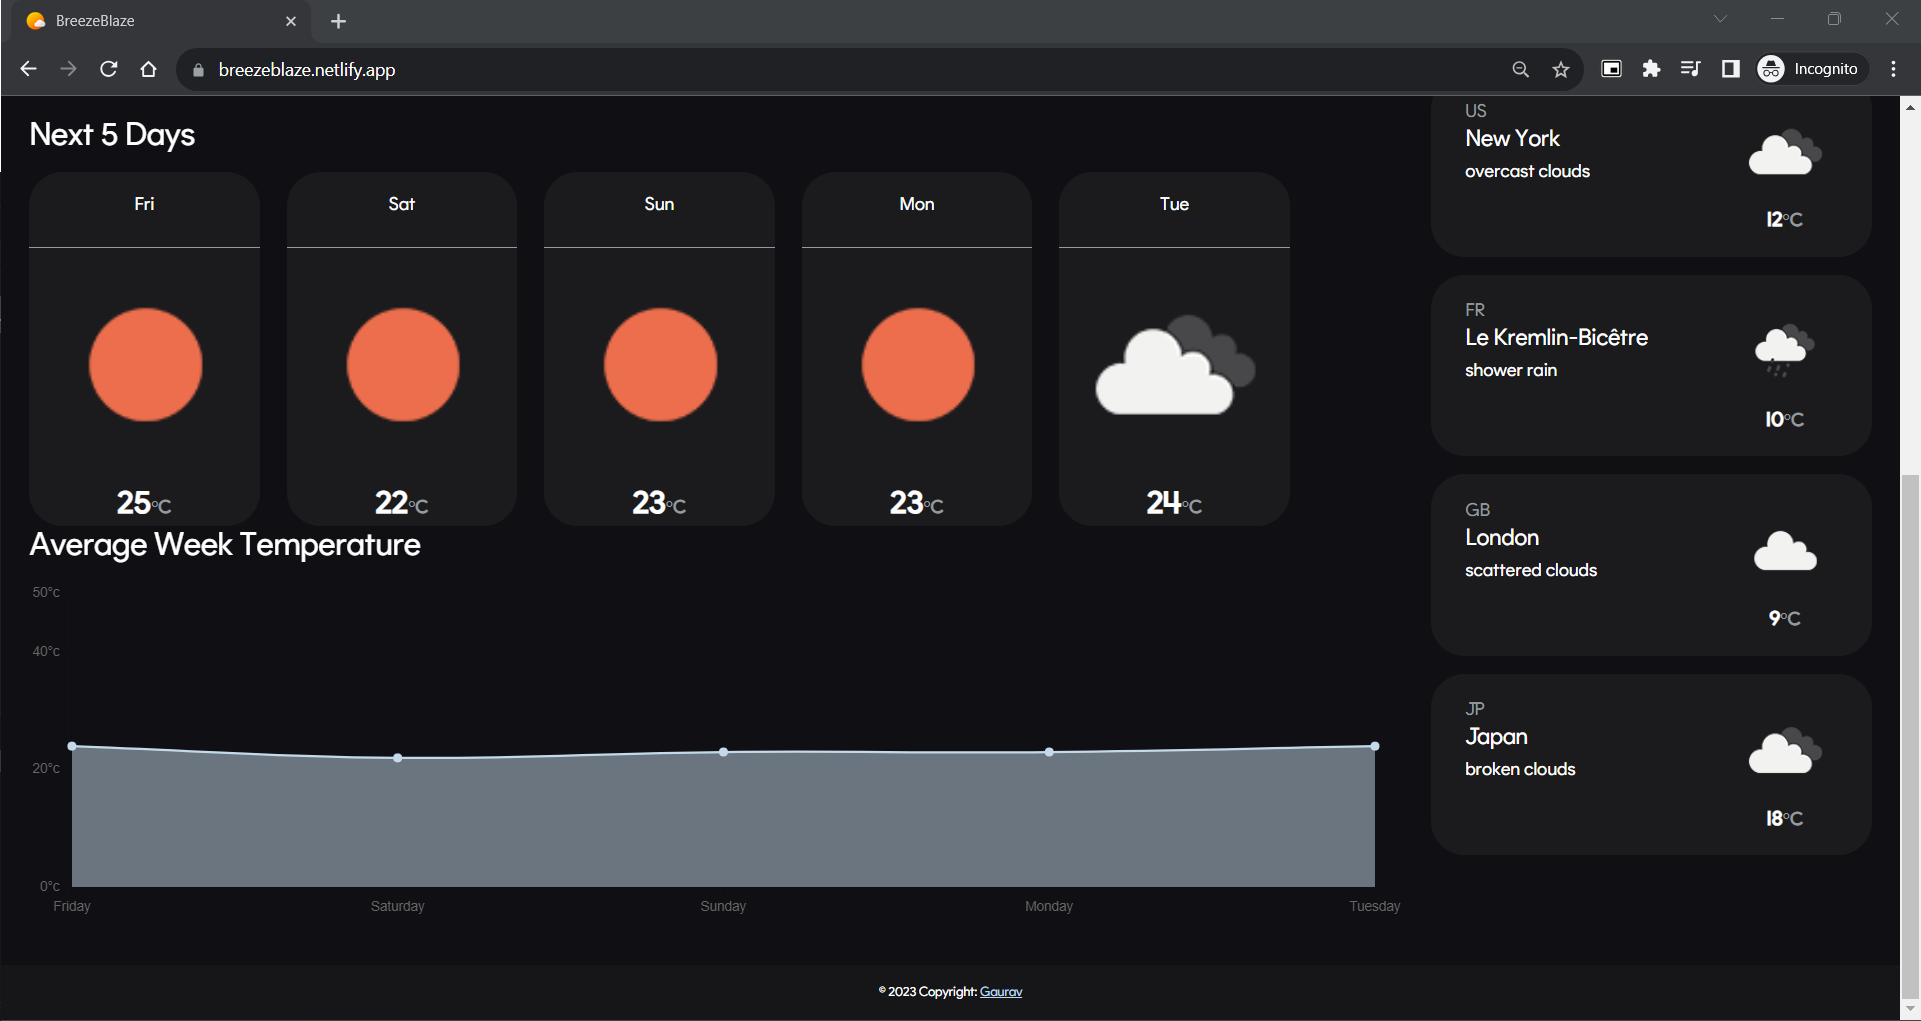 BreezeBlaze
breezeblaze.netlify.app
Incognito
Next 5 Days
Fri
Sat
Sun
Mon
Tue
25°C
22°C
23°C
23°C
24°C
Average Week Temperature
50°c
40°c
20°c
0°c
Friday
Saturday
Sunday
Monday
Tuesday
US
New York
overcast clouds
12°C
FR
Le Kremlin-Bicêtre
shower rain
10°C
GB
London
scattered clouds
9°C
JP
Japan
broken clouds
18°C
© 2023 Copyright: Gaurav